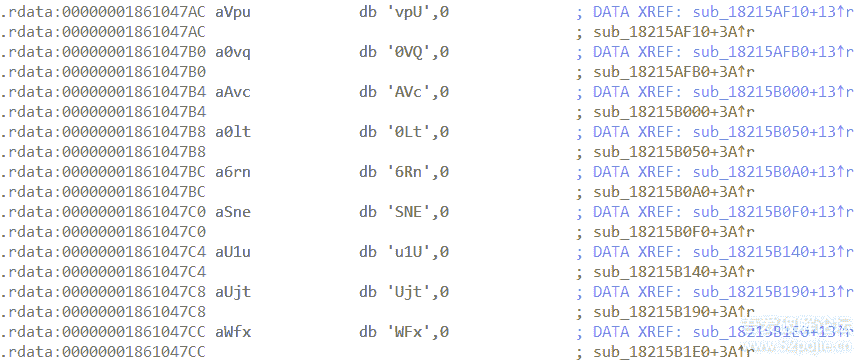 .rdata:00000001861047AC aVpu db 'vpU',0 ; DATA XREF: sub_18215AF10+13↑r
.rdata:00000001861047AC ; sub_18215AF10+3A↑r
.rdata:00000001861047B0 a0vq db '0VQ',0 ; DATA XREF: sub_18215AFB0+13↑r
.rdata:00000001861047B0 ; sub_18215AFB0+3A↑r
.rdata:00000001861047B4 aAvc db 'AVc',0 ; DATA XREF: sub_18215B000+13↑r
.rdata:00000001861047B4 ; sub_18215B000+3A↑r
.rdata:00000001861047B8 a0lt db '0Lt',0 ; DATA XREF: sub_18215B050+13↑r
.rdata:00000001861047B8 ; sub_18215B050+3A↑r
.rdata:00000001861047BC a6rn db '6Rn',0 ; DATA XREF: sub_18215B0A0+13↑r
.rdata:00000001861047BC ; sub_18215B0A0+3A↑r
.rdata:00000001861047C0 aSne db 'SNE',0 ; DATA XREF: sub_18215B0F0+13↑r
.rdata:00000001861047C0 ; sub_18215B0F0+3A↑r
.rdata:00000001861047C4 aU1u db 'u1U',0 ; DATA XREF: sub_18215B140+13↑r
.rdata:00000001861047C4 ; sub_18215B140+3A↑r
.rdata:00000001861047C8 aUjt db 'Ujt',0 ; DATA XREF: sub_18215B190+13↑r
.rdata:00000001861047C8 ; sub_18215B190+3A↑r
.rdata:00000001861047CC aWfx db 'WFx',0 ; DATA XREF: sub_18215B1E0+13↑r
.rdata:00000001861047CC ; sub_18215B1E0+3A↑r